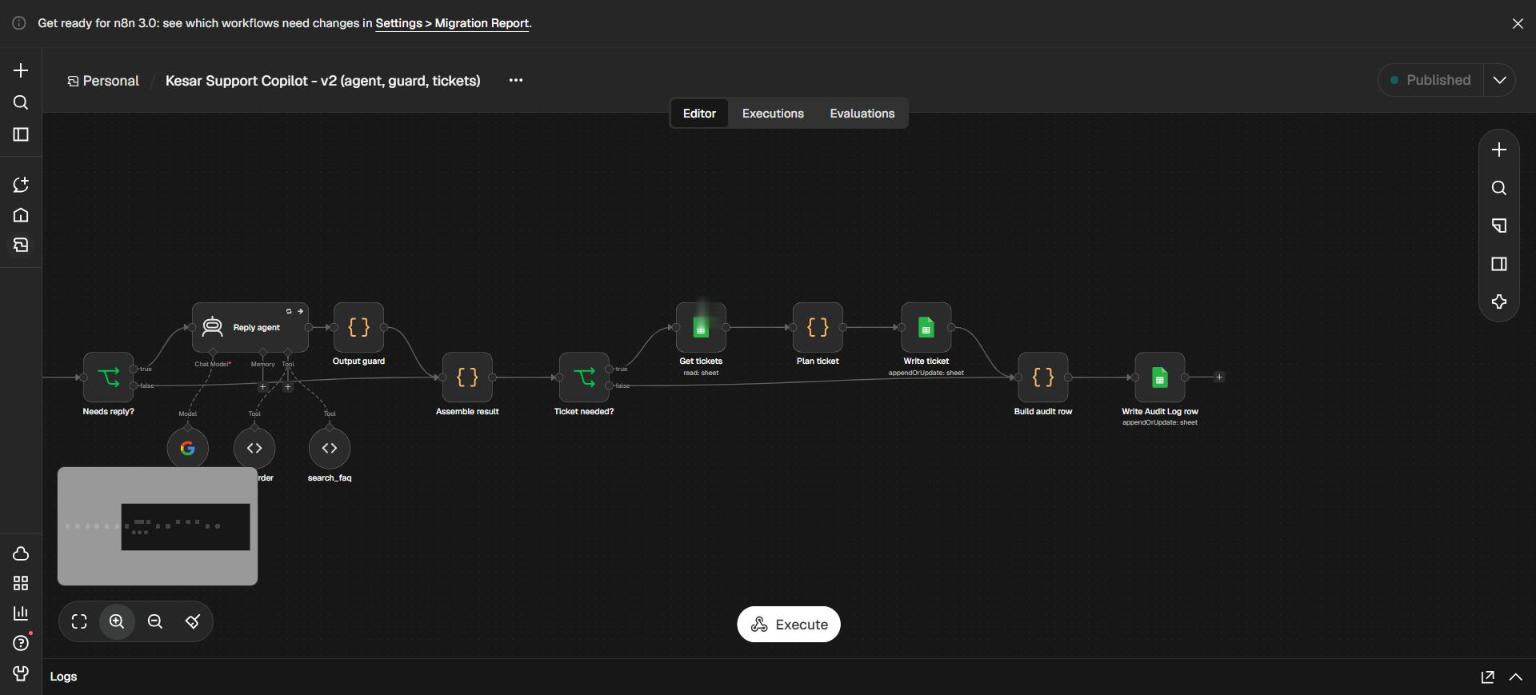 Get ready for n8n 3.0: see which workflows need changes in Settings > Migration Report.
Personal / Kesar Support Copilot - v2 (agent, guard, tickets)
Published
Editor Executions Evaluations
Reply agent
Chat Model*
Memory
Tool
Output guard
true
false
Needs reply?
Model
Tool
Tool
search_faq
Assemble result
true
false
Ticket needed?
Get tickets
read: sheet
Plan ticket
Write ticket
appendOrUpdate: sheet
Build audit row
Write Audit Log row
appendOrUpdate: sheet
Execute
Logs